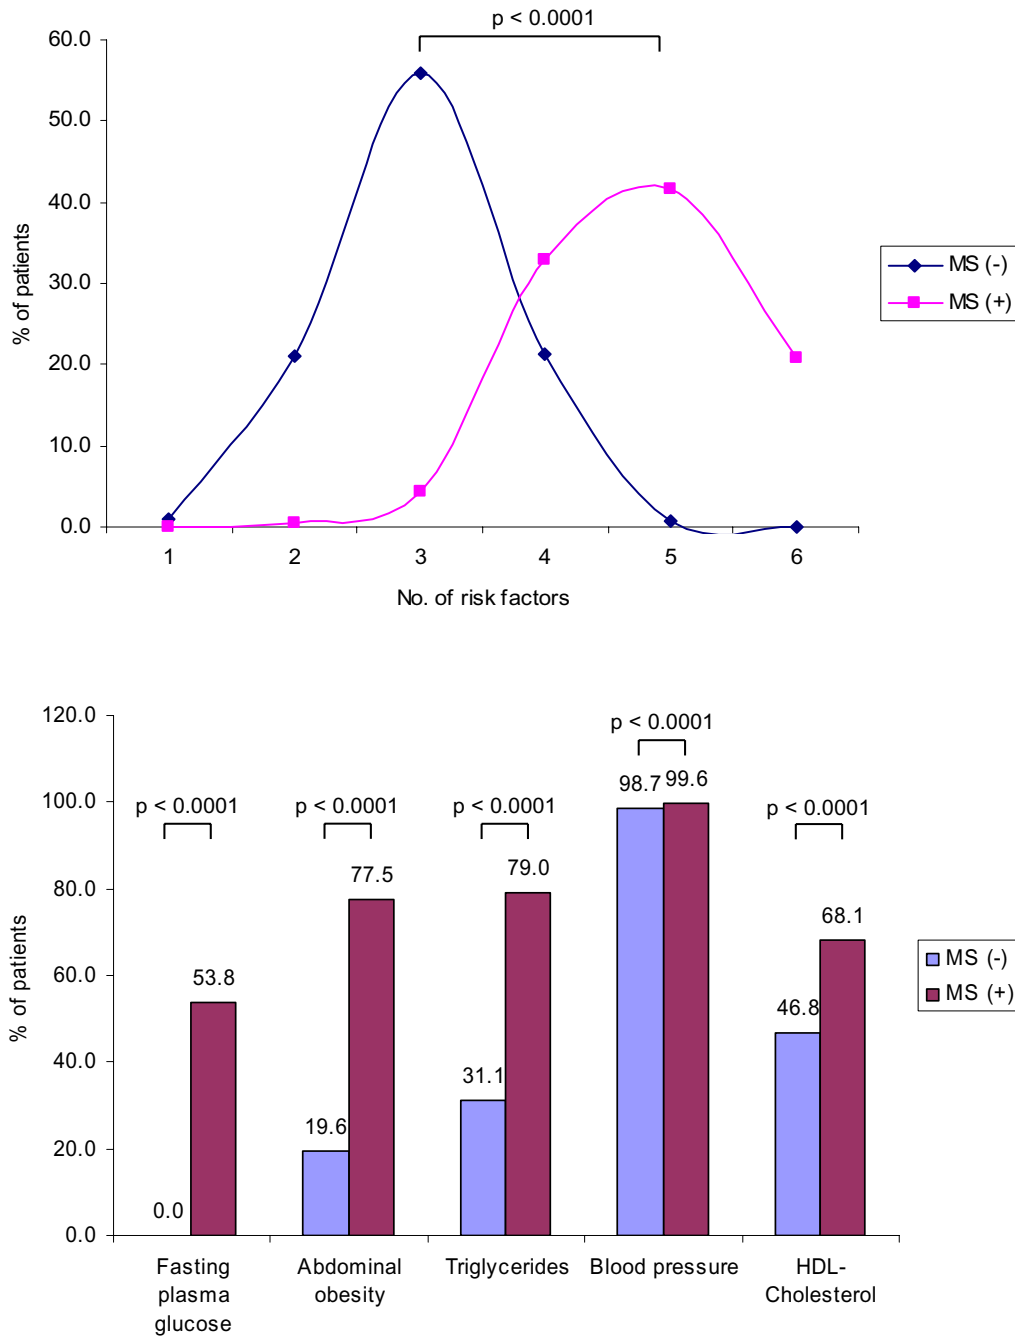 p < 0.0001
60.0
50.0
40.0
30.0
20.0
10.0
0.0
% of patients
1 2 3 4 5 6
No. of risk factors
MS (-)
MS (+)
120.0
100.0
80.0
60.0
40.0
20.0
0.0
% of patients
p < 0.0001
p < 0.0001
p < 0.0001
p < 0.0001
p < 0.0001
0.0
53.8
19.6
77.5
31.1
79.0
98.7
99.6
46.8
68.1
Fasting
plasma
glucose
Abdominal
obesity
Triglycerides
Blood pressure
HDL-
Cholesterol
MS (-)
MS (+)